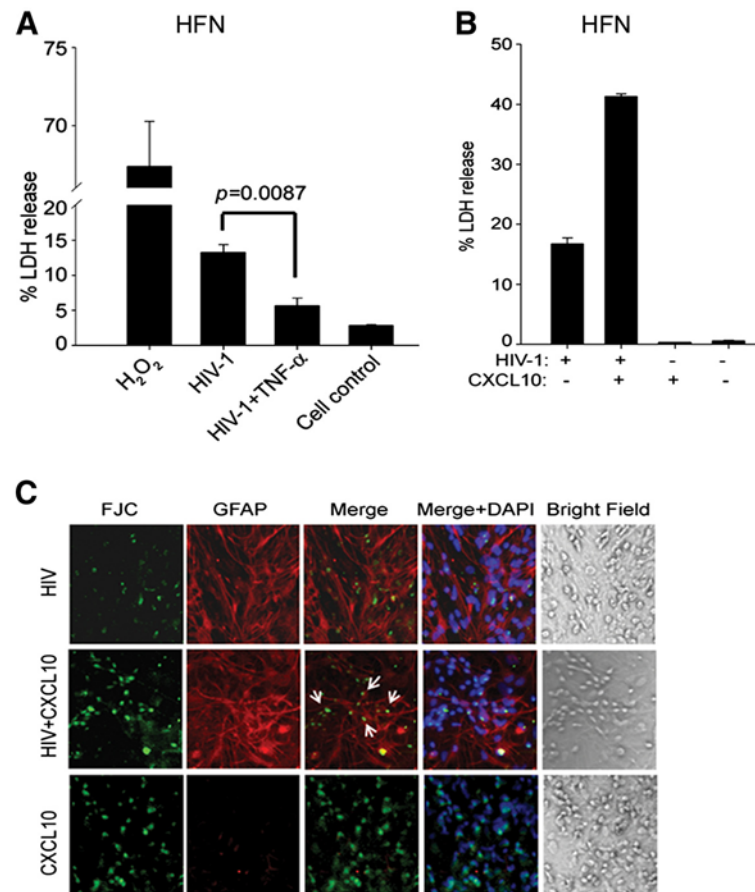 A
HFN
75
70
20
15
10
5
0
% LDH release
p=0.0087
H₂O₂
HIV-1
HIV-1+TNF-α
Cell control
B
HFN
50
40
30
20
10
0
% LDH release
HIV-1: + + - -
CXCL10: - + + -
C
FJC GFAP Merge Merge+DAPI Bright Field
HIV
HIV+CXCL10
CXCL10